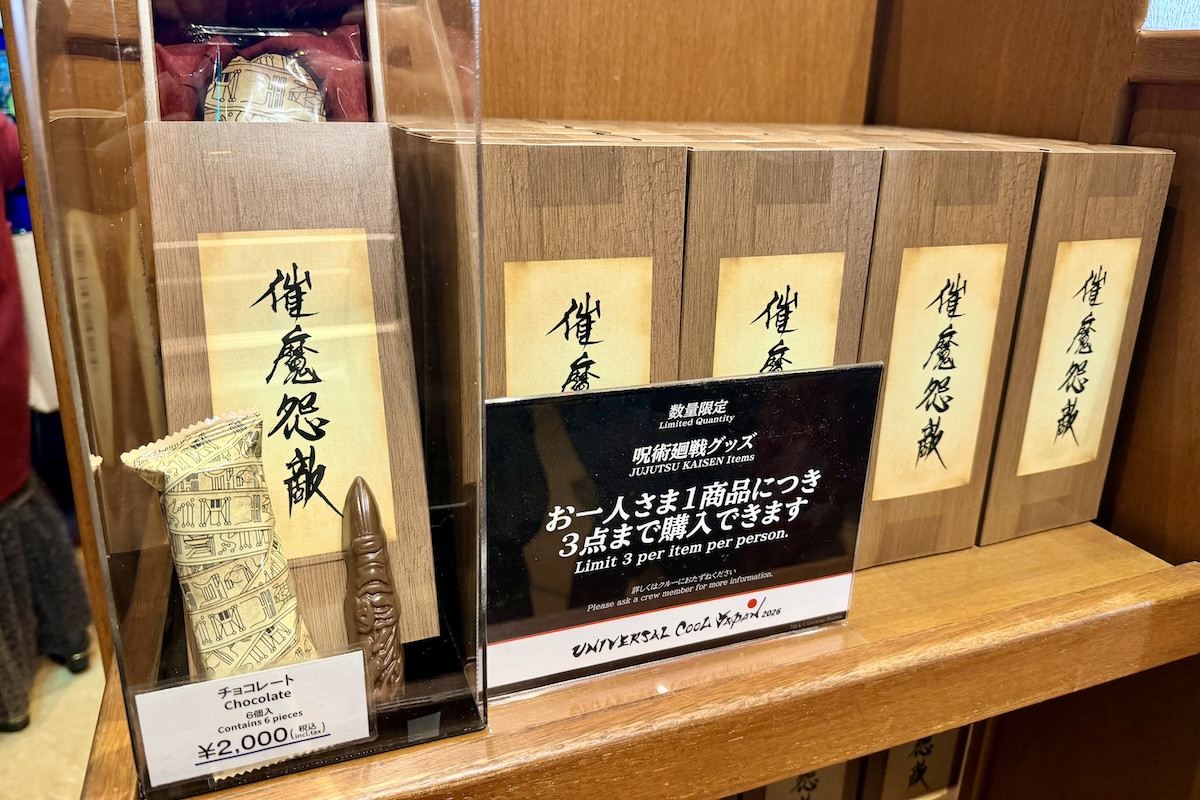 催魔怨敵
チョコレート
Chocolate
6個入
Contains 6 pieces
¥2,000(税込 incl.tax)
催魔
催魔
催魔怨敵
催魔怨敵
数量限定
Limited Quantity
呪術廻戦グッズ
JUJUTSU KAISEN Items
お一人さま1商品につき
3点まで購入できます
Limit 3 per item per person.
詳しくはクルーにおたずねください
Please ask a crew member for more information.
UNIVERSAL COOL JAPAN 2026
怨敵